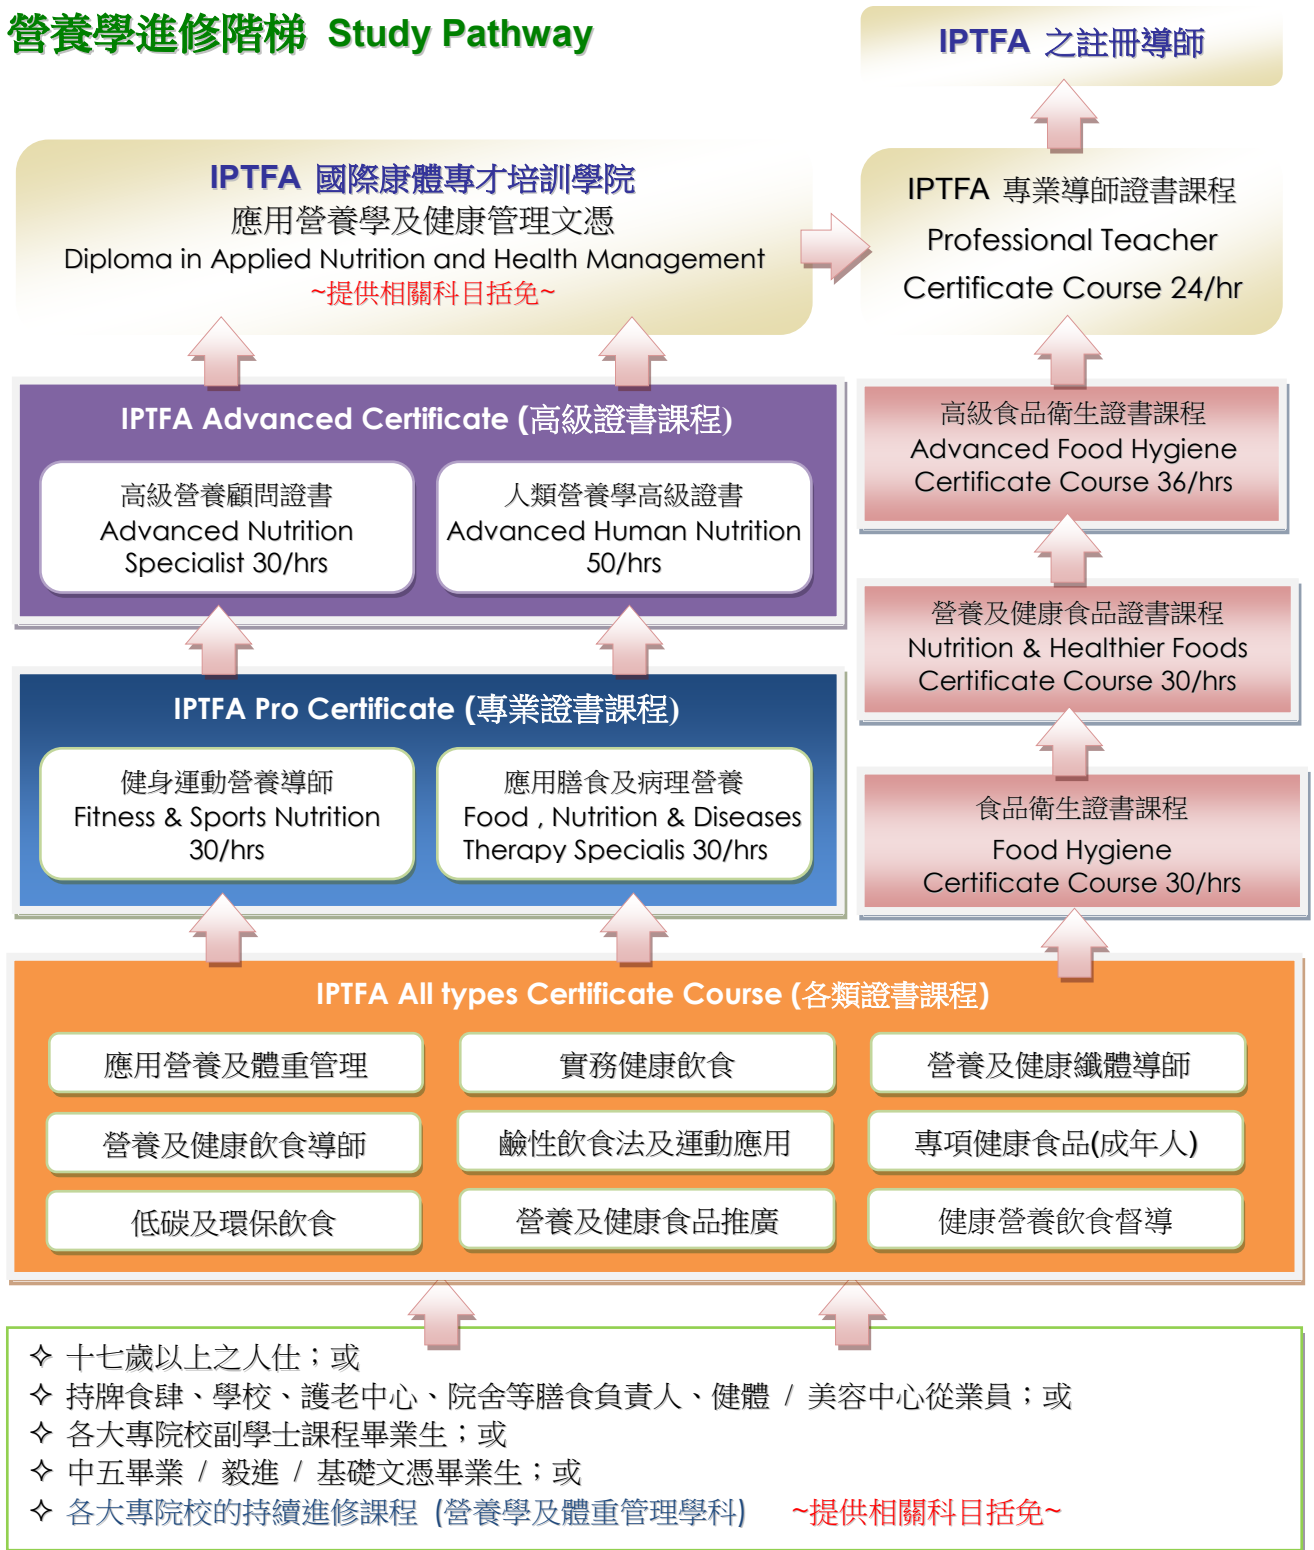 營養學進修階梯 Study Pathway
IPTFA 之註冊導師
IPTFA 國際康體專才培訓學院
應用營養學及健康管理文憑
Diploma in Applied Nutrition and Health Management
~提供相關科目括免~
IPTFA 專業導師證書課程
Professional Teacher
Certificate Course 24/hr
IPTFA Advanced Certificate (高級證書課程)
高級營養顧問證書
Advanced Nutrition
Specialist 30/hrs
人類營養學高級證書
Advanced Human Nutrition
50/hrs
高級食品衛生證書課程
Advanced Food Hygiene
Certificate Course 36/hrs
營養及健康食品證書課程
Nutrition & Healthier Foods
Certificate Course 30/hrs
IPTFA Pro Certificate (專業證書課程)
健身運動營養導師
Fitness & Sports Nutrition
30/hrs
應用膳食及病理營養
Food , Nutrition & Diseases
Therapy Specialis 30/hrs
食品衛生證書課程
Food Hygiene
Certificate Course 30/hrs
IPTFA All types Certificate Course (各類證書課程)
應用營養及體重管理
實務健康飲食
營養及健康纖體導師
營養及健康飲食導師
鹼性飲食法及運動應用
專項健康食品(成年人)
低碳及環保飲食
營養及健康食品推廣
健康營養飲食督導
✧ 十七歲以上之人仕；或
✧ 持牌食肆、學校、護老中心、院舍等膳食負責人、健體 / 美容中心從業員；或
✧ 各大專院校副學士課程畢業生；或
✧ 中五畢業 / 毅進 / 基礎文憑畢業生；或
✧ 各大專院校的持續進修課程 (營養學及體重管理學科) ~提供相關科目括免~